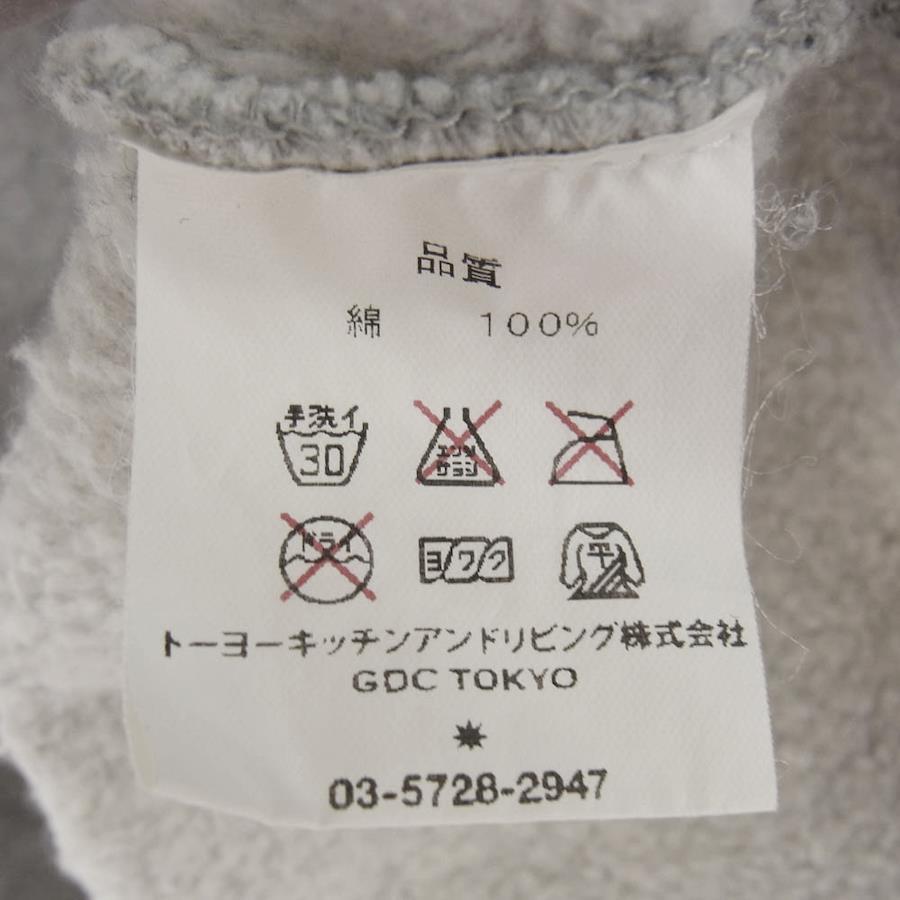 品質
綿 100%
手洗イ
30
エンソ
サラシ
ドライ
ヨワク
平
トーヨーキッチンアンドリビング株式会社
GDC TOKYO
03-5728-2947